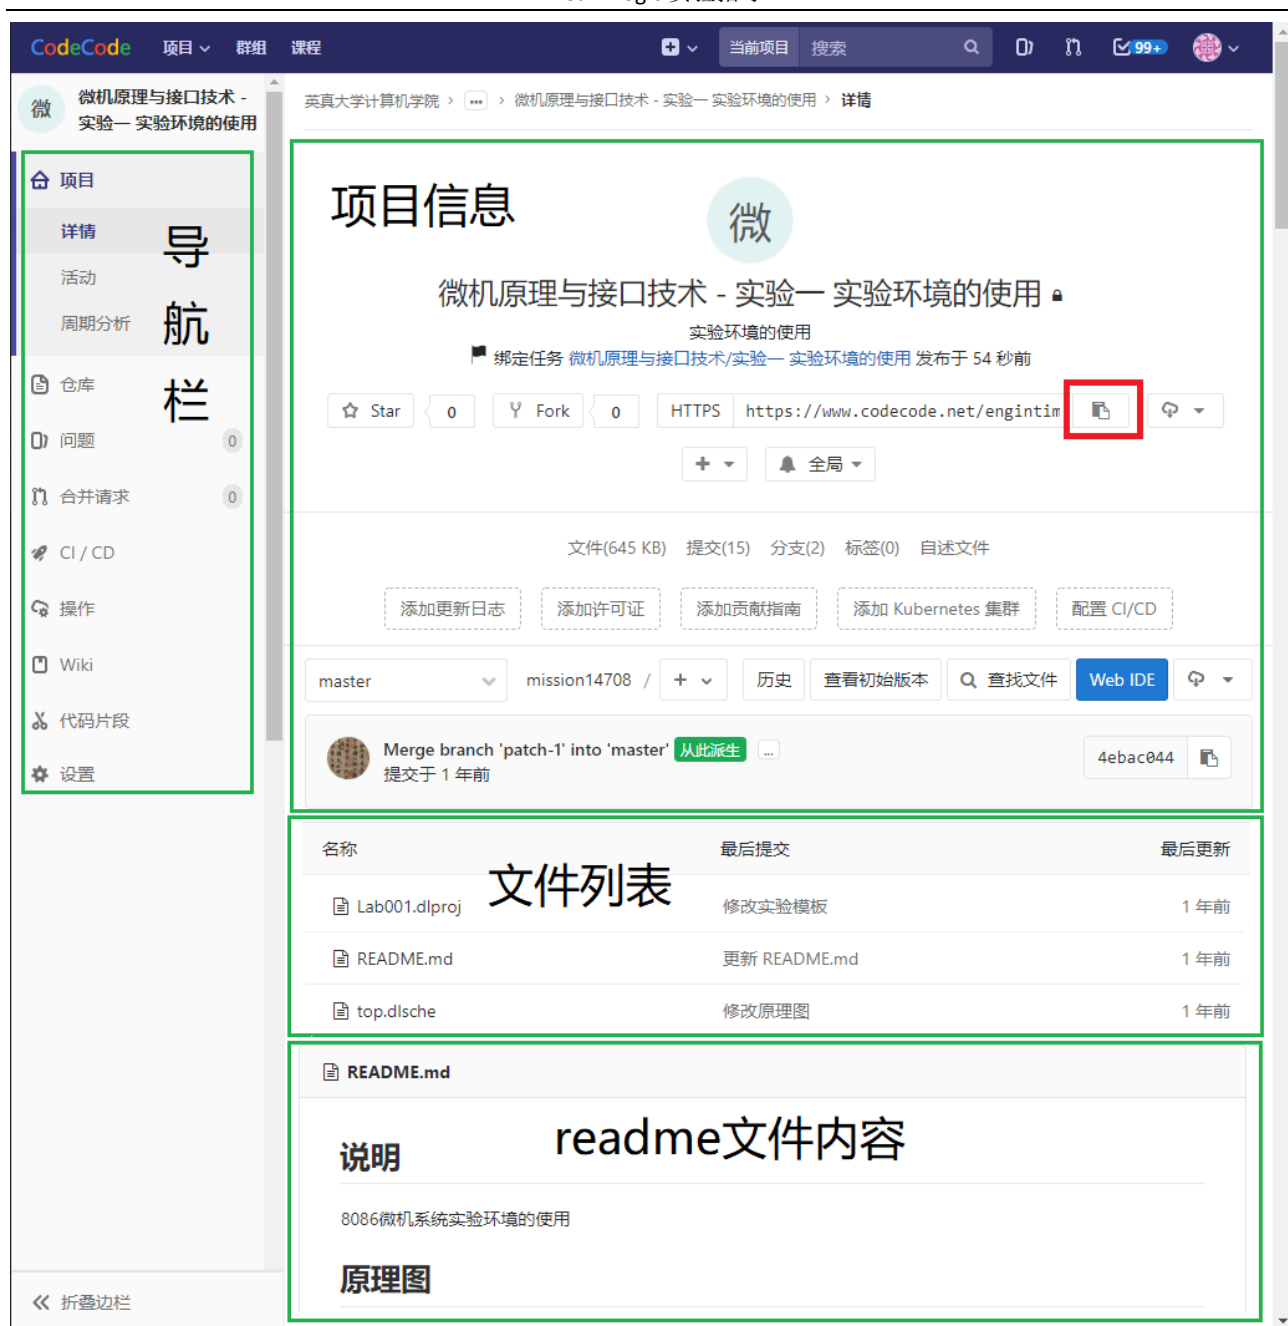 CodeCode 项目 群组 课程 当前项目 搜索 99+
微 微机原理与接口技术 -
实验一 实验环境的使用
英真大学计算机学院 › ... › 微机原理与接口技术 - 实验一 实验环境的使用 › 详情
项目
详情
活动
周期分析
仓库
问题 0
合并请求 0
CI / CD
操作
Wiki
代码片段
设置
折叠边栏
导
航
栏
项目信息
微
微机原理与接口技术 - 实验一 实验环境的使用
实验环境的使用
绑定任务 微机原理与接口技术/实验一 实验环境的使用 发布于 54 秒前
Star 0 Fork 0 HTTPS https://www.codecode.net/engintim
+ 全局
文件(645 KB) 提交(15) 分支(2) 标签(0) 自述文件
添加更新日志 添加许可证 添加贡献指南 添加 Kubernetes 集群 配置 CI/CD
master mission14708 / + 历史 查看初始版本 查找文件 Web IDE
Merge branch 'patch-1' into 'master' 从此派生 ...
提交于 1 年前
4ebac044
名称 最后提交 最后更新
文件列表
Lab001.dlproj 修改实验模板 1 年前
README.md 更新 README.md 1 年前
top.dlsche 修改原理图 1 年前
README.md
readme文件内容
说明
8086微机系统实验环境的使用
原理图